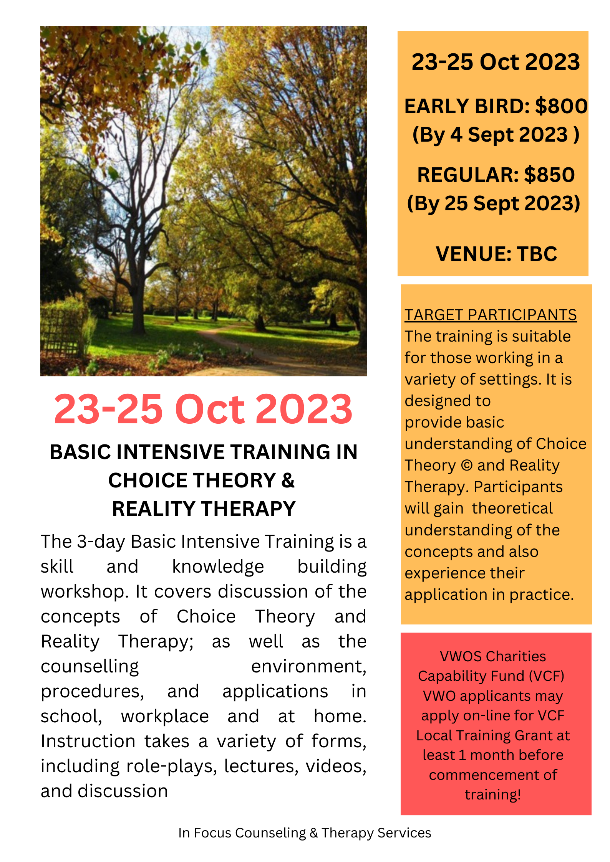 23-25 Oct 2023
BASIC INTENSIVE TRAINING IN
CHOICE THEORY &
REALITY THERAPY
The 3-day Basic Intensive Training is a
skill and knowledge building
workshop. It covers discussion of the
concepts of Choice Theory and
Reality Therapy; as well as the
counselling environment,
procedures, and applications in
school, workplace and at home.
Instruction takes a variety of forms,
including role-plays, lectures, videos,
and discussion
23-25 Oct 2023
EARLY BIRD: $800
(By 4 Sept 2023 )
REGULAR: $850
(By 25 Sept 2023)
VENUE: TBC
TARGET PARTICIPANTS
The training is suitable
for those working in a
variety of settings. It is
designed to
provide basic
understanding of Choice
Theory © and Reality
Therapy. Participants
will gain theoretical
understanding of the
concepts and also
experience their
application in practice.
VWOS Charities
Capability Fund (VCF)
VWO applicants may
apply on-line for VCF
Local Training Grant at
least 1 month before
commencement of
training!
In Focus Counseling & Therapy Services